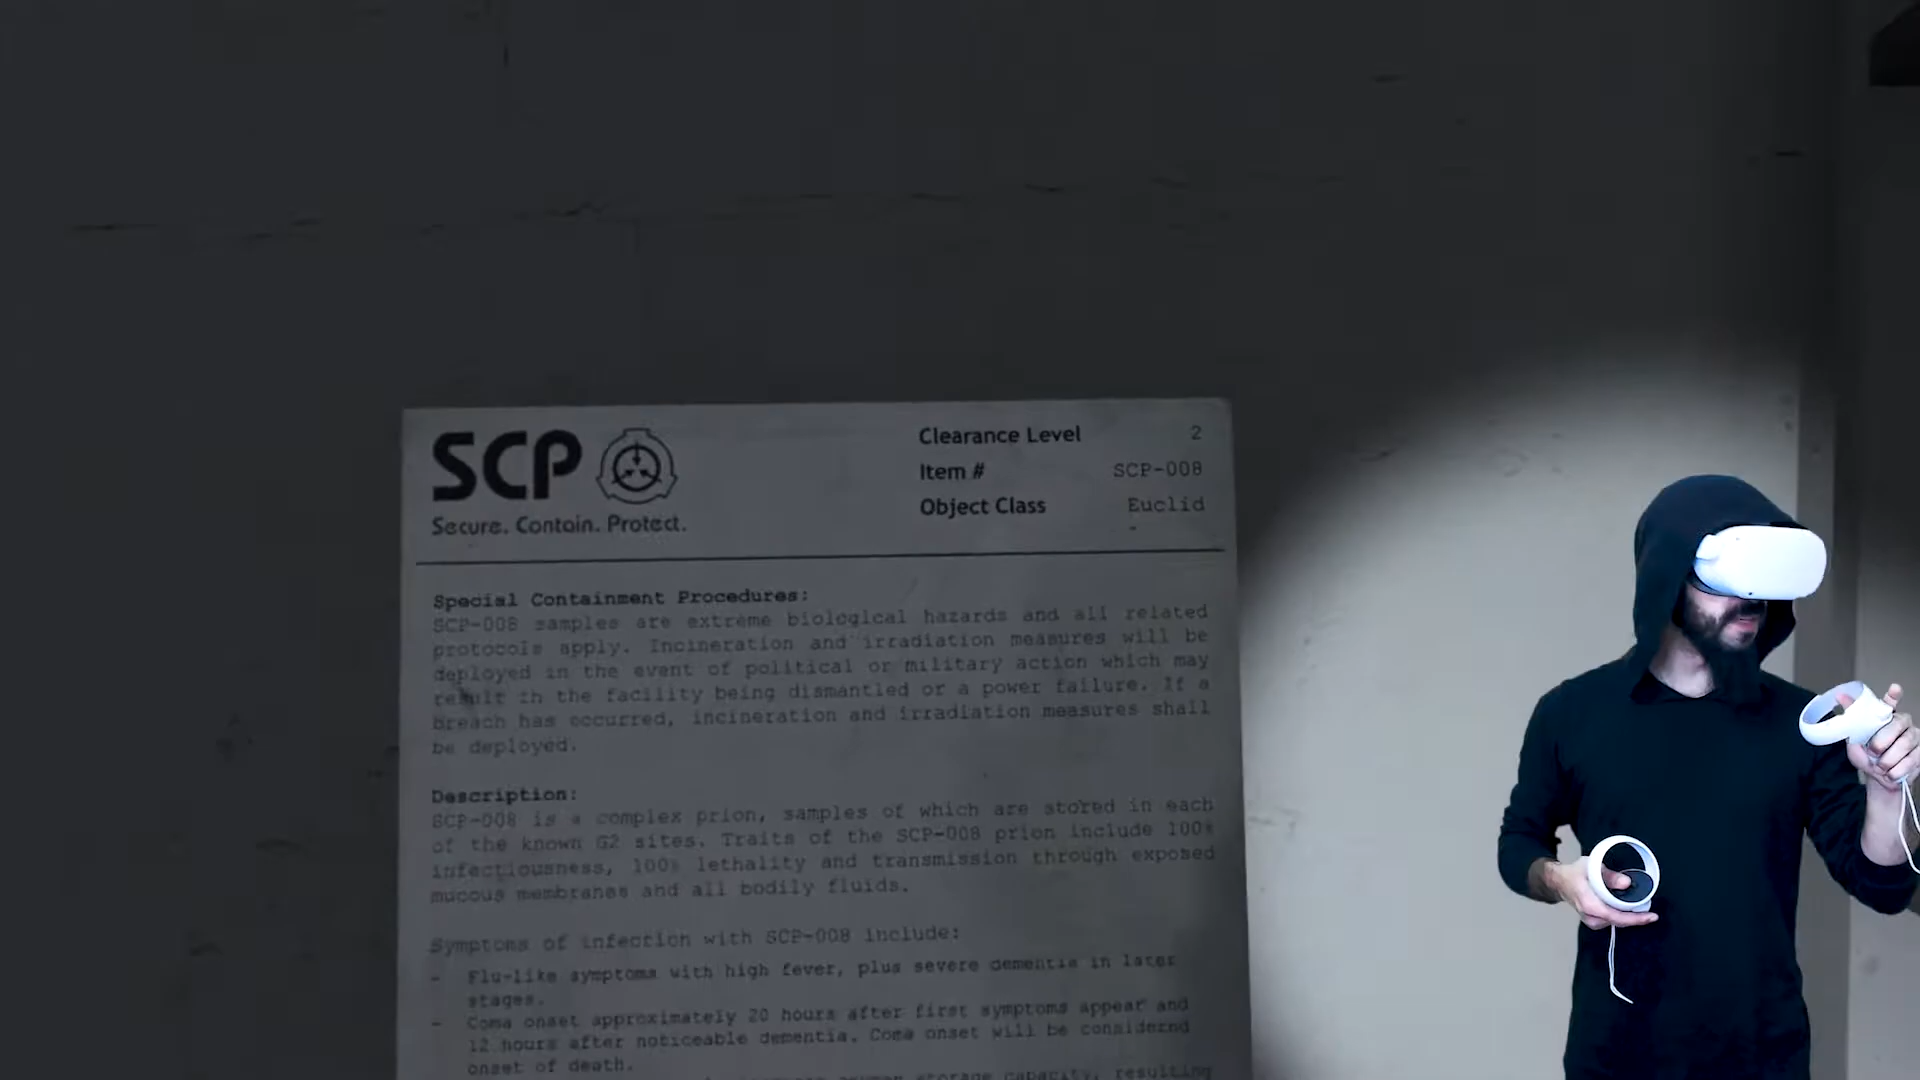 SCP
Secure. Contain. Protect.
Clearance Level 2
Item # SCP-008
Object Class Euclid
Special Containment Procedures:
SCP-008 samples are extreme biological hazards and all related
protocols apply. Incineration and irradiation measures will be
deployed in the event of political or military action which may
result in the facility being dismantled or a power failure. If a
breach has occurred, incineration and irradiation measures shall
be deployed.
Description:
SCP-008 is a complex prion, samples of which are stored in each
of the known G2 sites. Traits of the SCP-008 prion include 100%
infectiousness, 100% lethality and transmission through exposed
mucous membranes and all bodily fluids.
Symptoms of infection with SCP-008 include:
- Flu-like symptoms with high fever, plus severe dementia in later
stages.
- Coma onset approximately 20 hours after first symptoms appear and
12 hours after noticeable dementia. Coma onset will be considernd
onset of death.
storage capacity, resulting